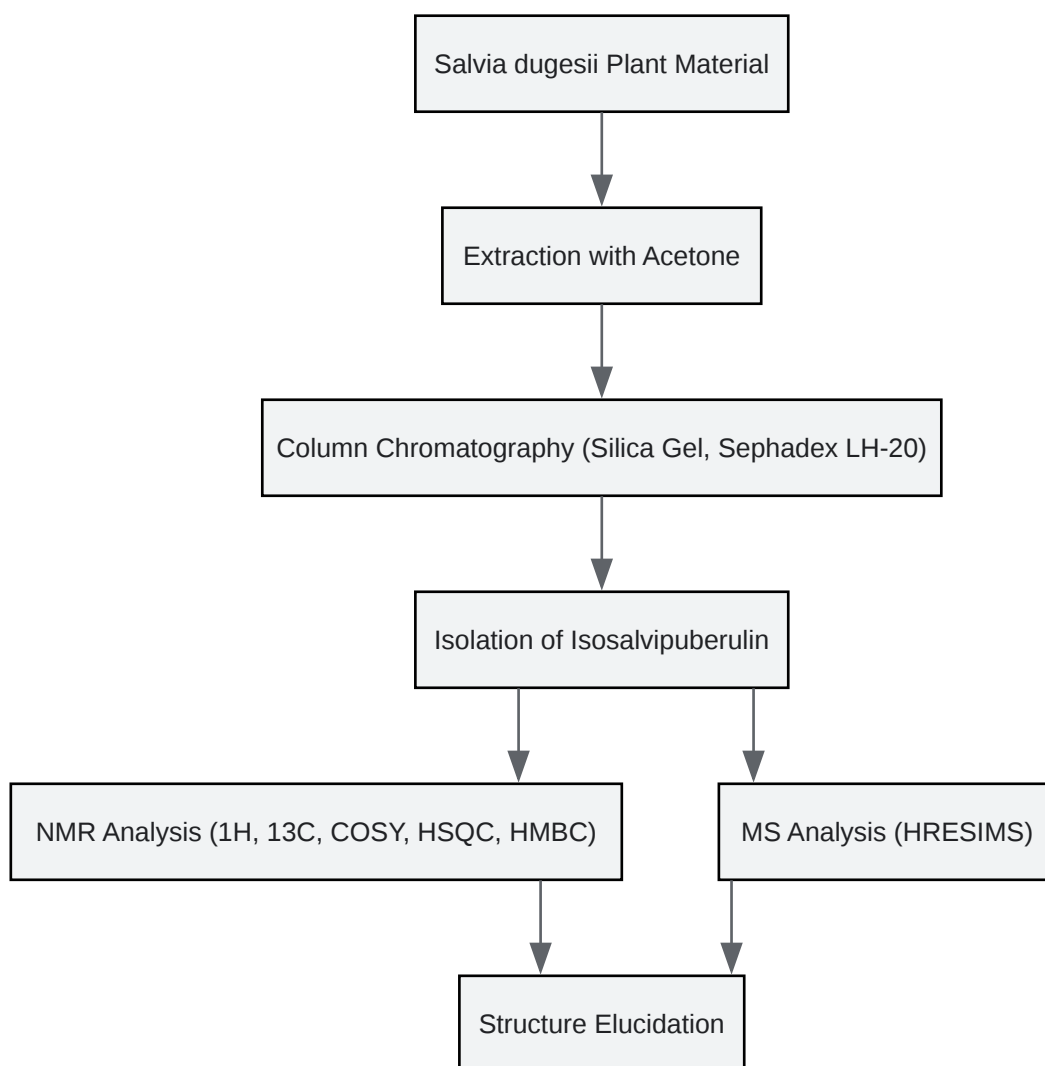 Salvia dugesii Plant Material
Extraction with Acetone
Column Chromatography (Silica Gel, Sephadex LH-20)
Isolation of Isosalvipuberulin
NMR Analysis (1H, 13C, COSY, HSQC, HMBC)
MS Analysis (HRESIMS)
Structure Elucidation